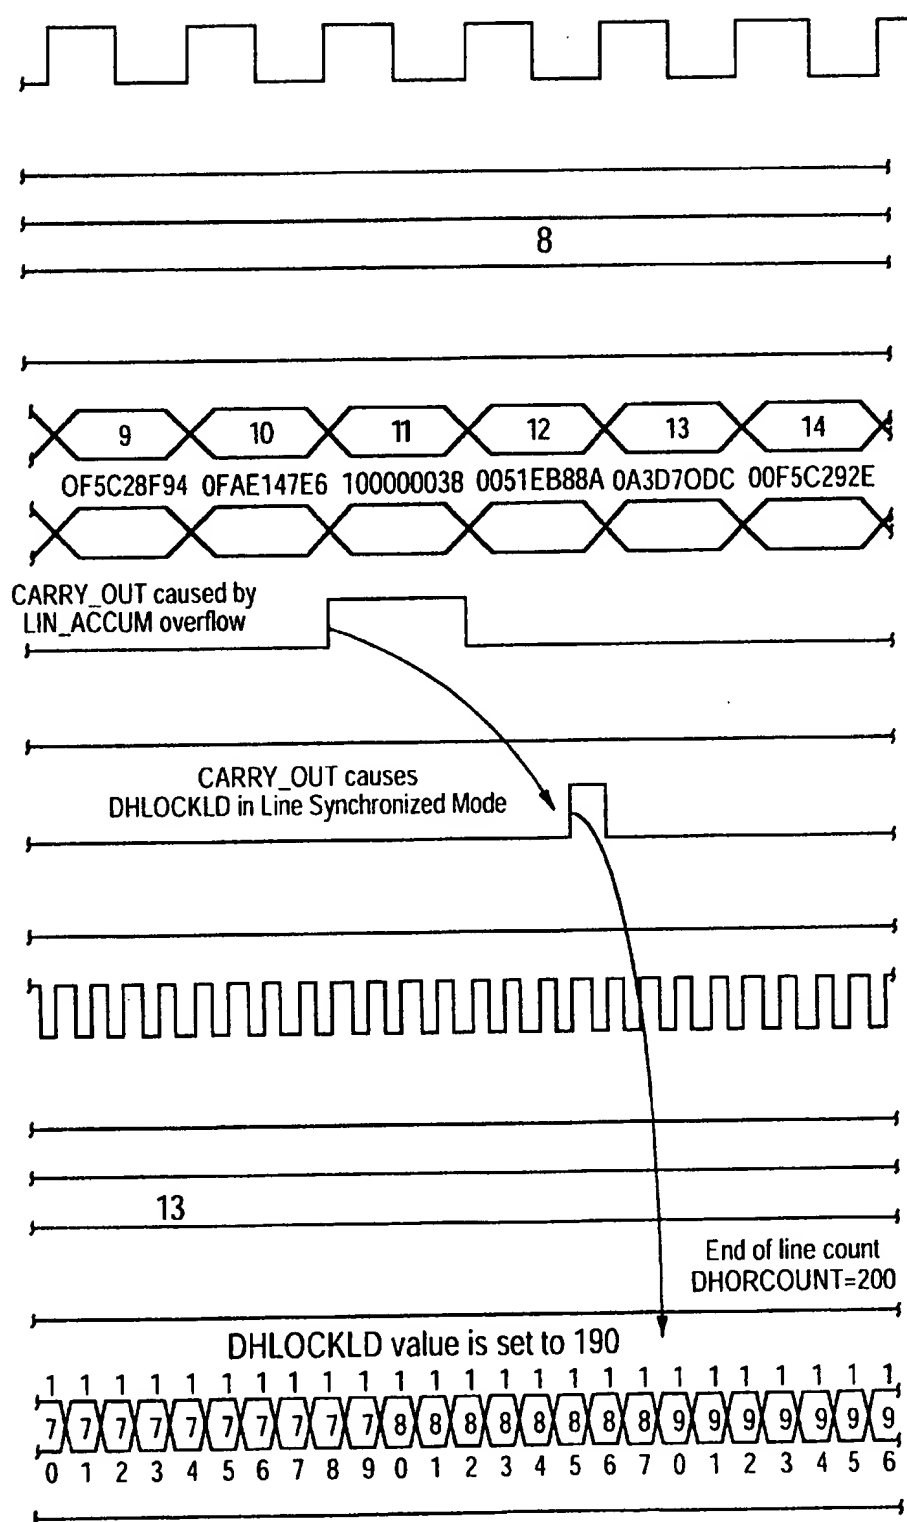 8
9 10 11 12 13 14
0F5C28F94 0FAE147E6 100000038 0051EB88A 0A3D70DC 00F5C292E
CARRY_OUT caused by
LIN_ACCUM overflow
CARRY_OUT causes
DHLOCKLD in Line Synchronized Mode
13
End of line count
DHORCOUNT=200
DHLOCKLD value is set to 190
1 1 1 1 1 1 1 1 1 1 1 1 1 1 1 1 1 1 1 1 1 1 1 1 1
7 7 7 7 7 7 7 7 7 7 8 8 8 8 8 8 8 8 9 9 9 9 9 9 9
0 1 2 3 4 5 6 7 8 9 0 1 2 3 4 5 6 7 0 1 2 3 4 5 6